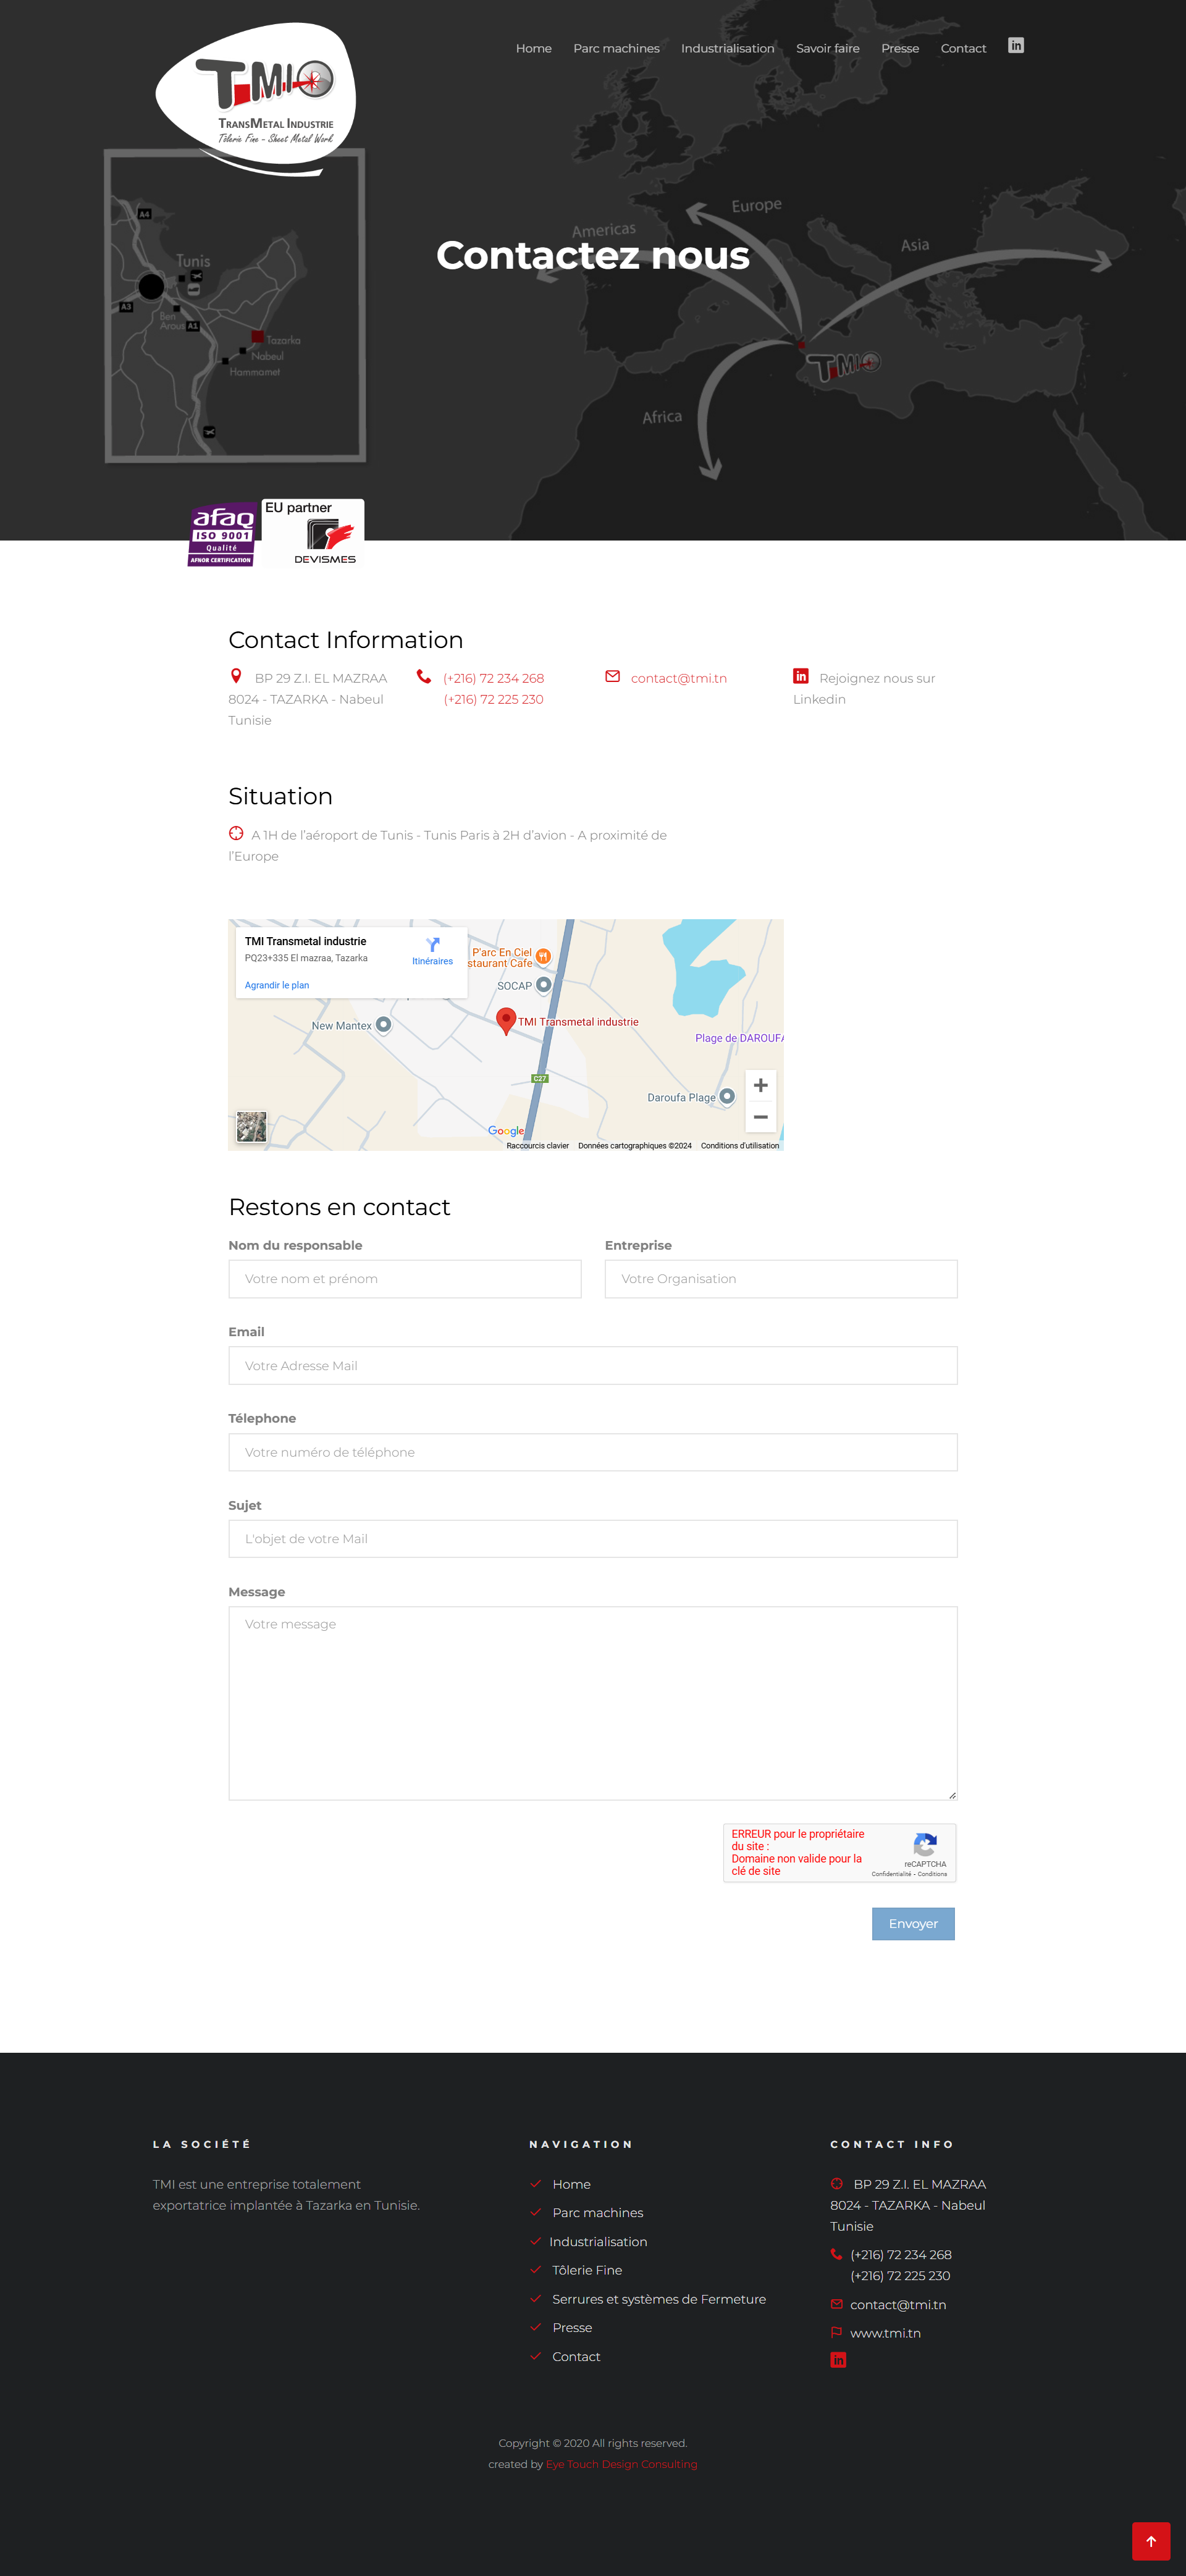 Home Parc machines Industrialisation Savoir faire Presse Contact in
TMI
TRANSMETAL INDUSTRIE
Tôlerie Fine - Sheet Metal Work
Americas
Europe
Asia
Africa
TMI
A4
Tunis
A3
Ben
Arous
A1
Tazarka
Nabeul
Hammamet
Contactez nous
afaq
ISO 9001
Qualité
AFNOR CERTIFICATION
EU partner
DEVISMES
Contact Information
BP 29 Z.I. EL MAZRAA
8024 - TAZARKA - Nabeul
Tunisie
(+216) 72 234 268
(+216) 72 225 230
contact@tmi.tn
in Rejoignez nous sur
Linkedin
Situation
A 1H de l’aéroport de Tunis - Tunis Paris à 2H d’avion - A proximité de
l’Europe
TMI Transmetal industrie
PQ23+335 El mazraa, Tazarka
Itinéraires
Agrandir le plan
P'arc En Ciel
staurant Cafe
SOCAP
New Mantex
TMI Transmetal industrie
Plage de DAROUFA
C27
Daroufa Plage
Google
Raccourcis clavier Données cartographiques ©2024 Conditions d'utilisation
Restons en contact
Nom du responsable
Votre nom et prénom
Entreprise
Votre Organisation
Email
Votre Adresse Mail
Télephone
Votre numéro de téléphone
Sujet
L'objet de votre Mail
Message
Votre message
ERREUR pour le propriétaire
du site :
Domaine non valide pour la
clé de site
reCAPTCHA
Confidentialité - Conditions
Envoyer
LA SOCIÉTÉ
TMI est une entreprise totalement
exportatrice implantée à Tazarka en Tunisie.
NAVIGATION
Home
Parc machines
Industrialisation
Tôlerie Fine
Serrures et systèmes de Fermeture
Presse
Contact
CONTACT INFO
BP 29 Z.I. EL MAZRAA
8024 - TAZARKA - Nabeul
Tunisie
(+216) 72 234 268
(+216) 72 225 230
contact@tmi.tn
www.tmi.tn
in
Copyright © 2020 All rights reserved.
created by Eye Touch Design Consulting